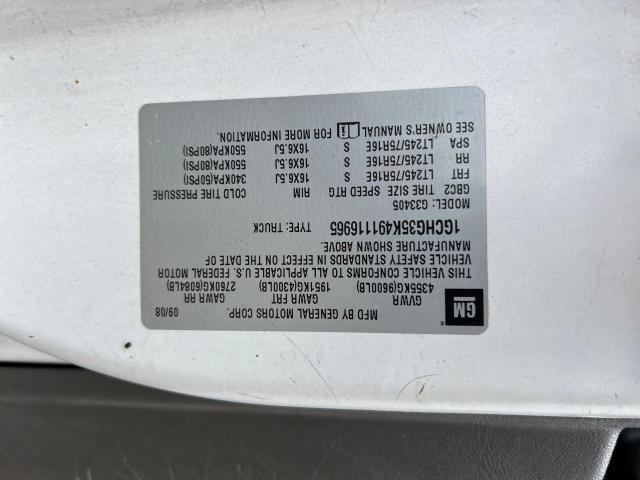 GM
MFD BY GENERAL MOTORS CORP. 09/08
GVWR GAWR FRT GAWR RR
4355KG(9600LB) 1951KG(4300LB) 2760KG(6084LB)
THIS VEHICLE CONFORMS TO ALL APPLICABLE U.S. FEDERAL MOTOR
VEHICLE SAFETY STANDARDS IN EFFECT ON THE DATE OF
MANUFACTURE SHOWN ABOVE.
1GCHG35K491116965 TYPE: TRUCK
MODEL: G33405
GBC2 TIRE SIZE SPEED RTG RIM COLD TIRE PRESSURE
FRT LT245/75R16E S 16X6.5J 340KPA(50PSI)
RR LT245/75R16E S 16X6.5J 550KPA(80PSI)
SPA LT245/75R16E S 16X6.5J 550KPA(80PSI)
SEE OWNER'S MANUAL FOR MORE INFORMATION.